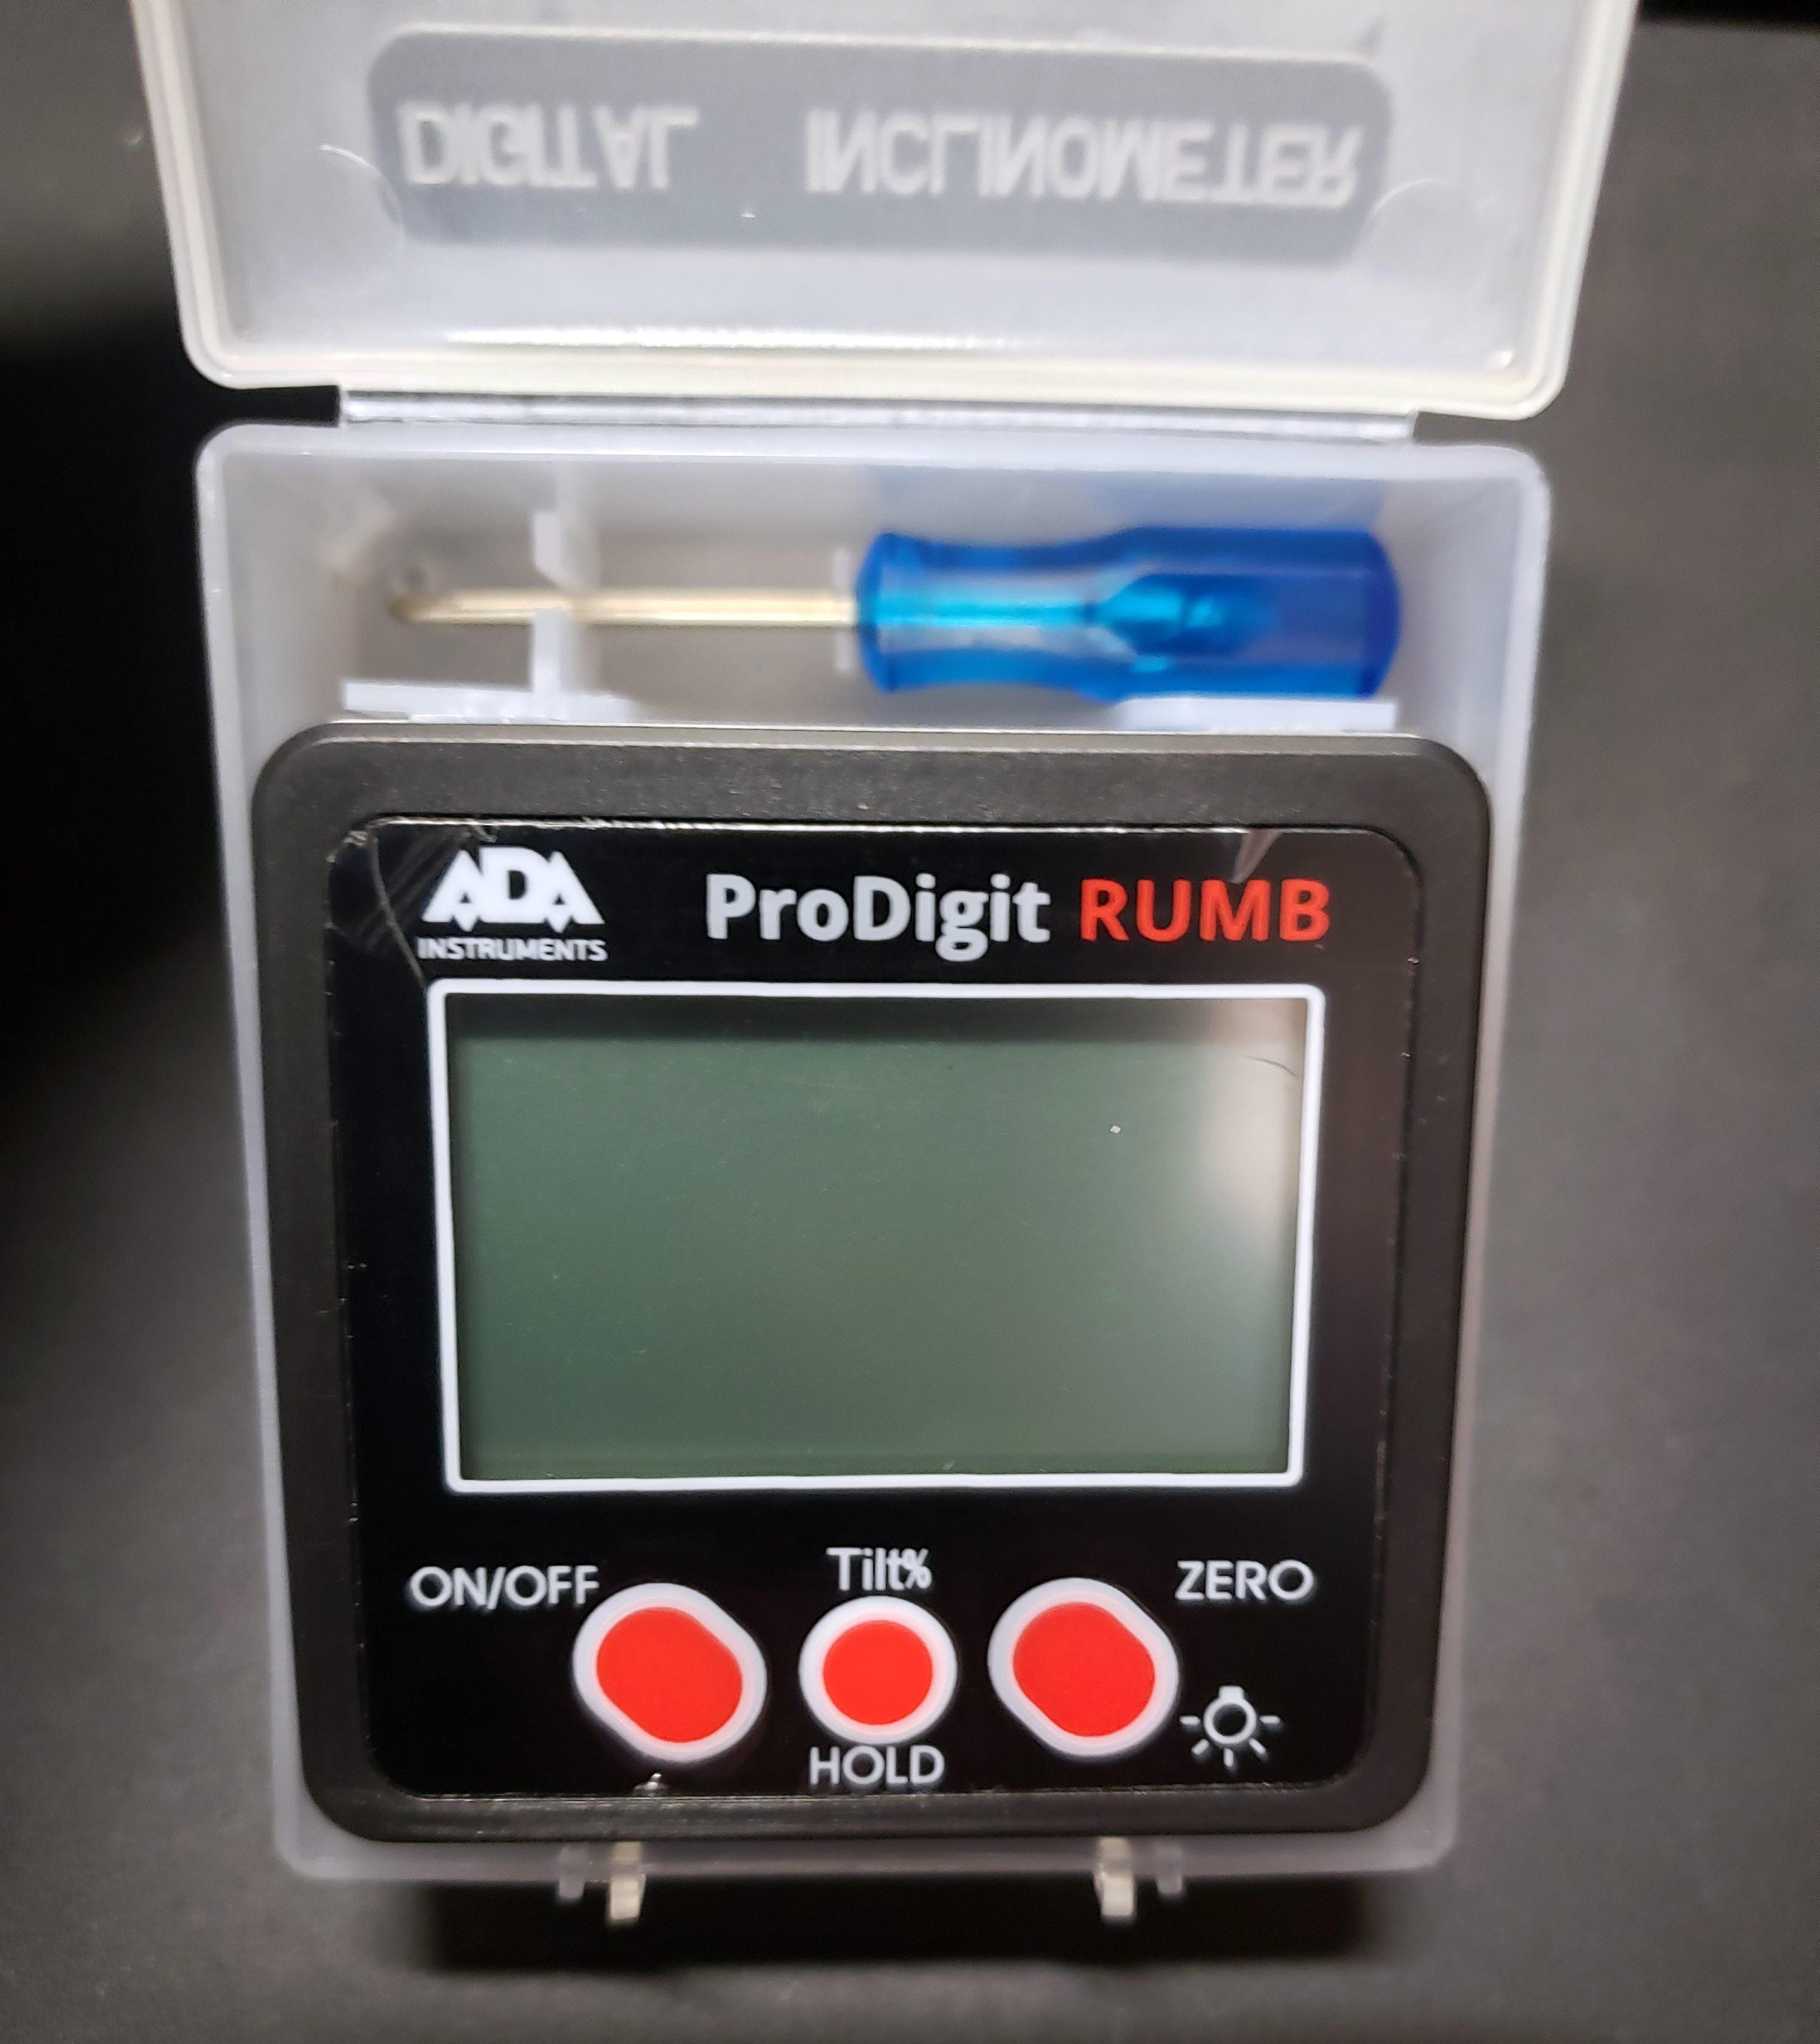 DIGITAL INCLINOMETER
ADA
INSTRUMENTS
ProDigit RUMB
ON/OFF
Tilt%
ZERO
HOLD